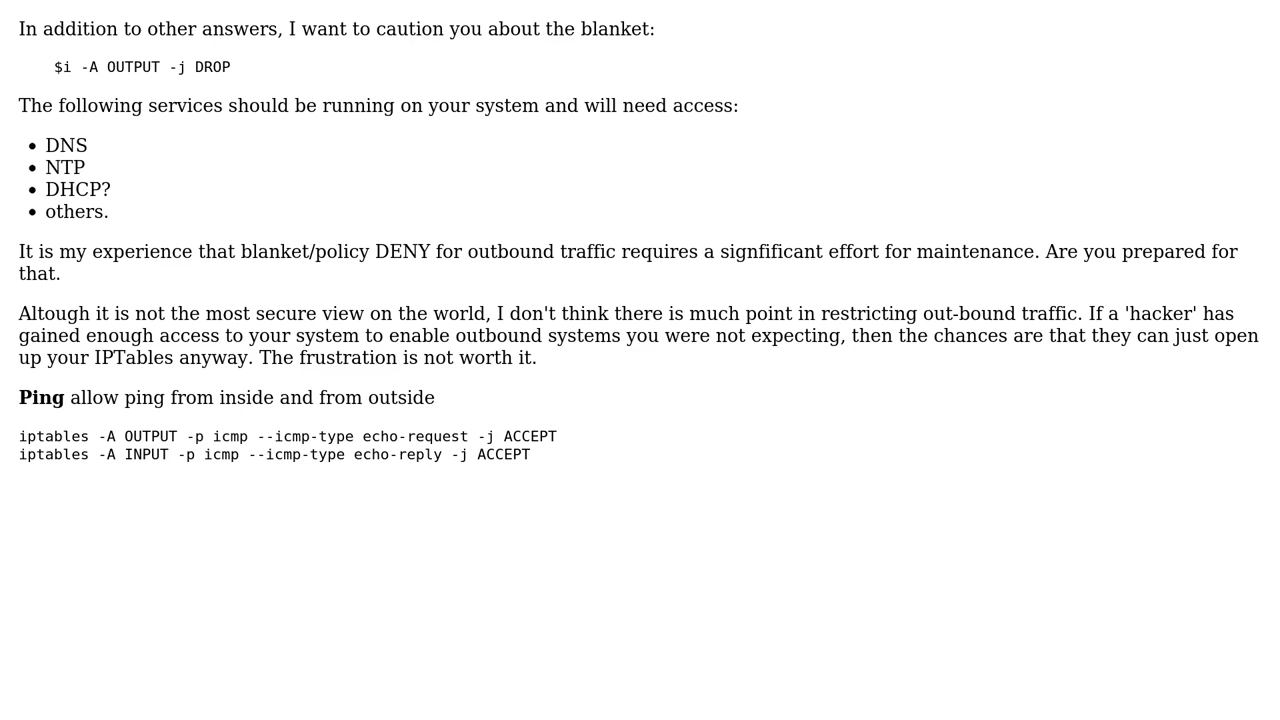 In addition to other answers, I want to caution you about the blanket:
$i -A OUTPUT -j DROP
The following services should be running on your system and will need access:
• DNS
• NTP
• DHCP?
• others.
It is my experience that blanket/policy DENY for outbound traffic requires a signfificant effort for maintenance. Are you prepared for
that.
Altough it is not the most secure view on the world, I don't think there is much point in restricting out-bound traffic. If a 'hacker' has
gained enough access to your system to enable outbound systems you were not expecting, then the chances are that they can just open
up your IPTables anyway. The frustration is not worth it.
Ping allow ping from inside and from outside
iptables -A OUTPUT -p icmp --icmp-type echo-request -j ACCEPT
iptables -A INPUT -p icmp --icmp-type echo-reply -j ACCEPT